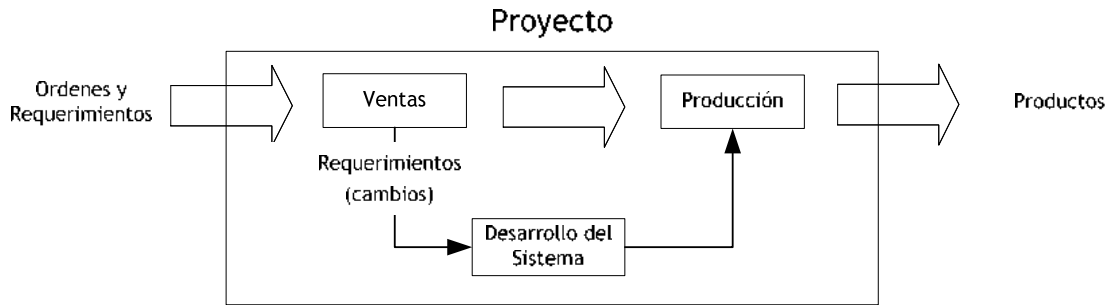 Proyecto
Ordenes y
Requerimientos
Ventas
Producción
Productos
Requerimientos
(cambios)
Desarrollo del
Sistema